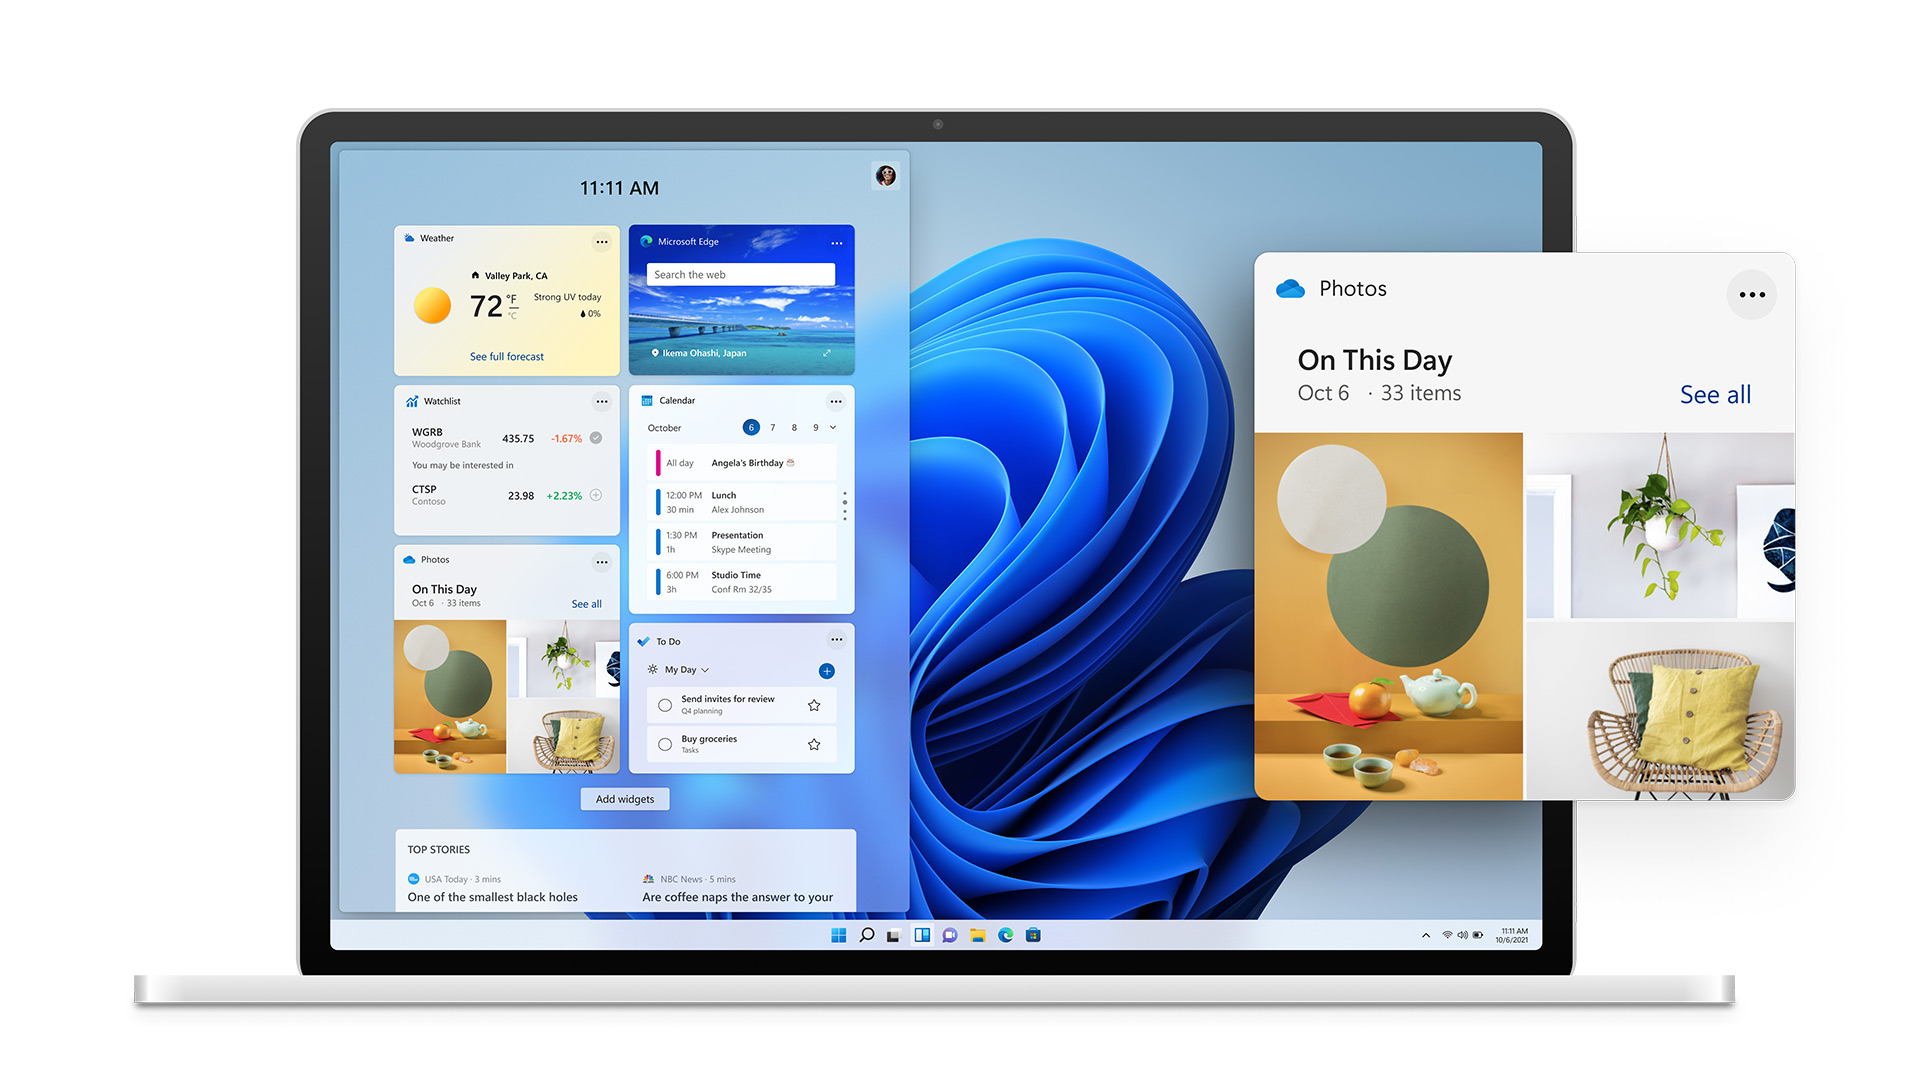 11:11 AM
Weather
Valley Park, CA
72 °F
°C
Strong UV today
0%
See full forecast
Microsoft Edge
Search the web
Ikema Ohashi, Japan
Watchlist
WGRB
Woodgrove Bank
435.75
-1.67%
You may be interested in
CTSP
Contoso
23.98
+2.23%
Calendar
October
6 7 8 9
All day Angela's Birthday
12:00 PM Lunch
30 min Alex Johnson
1:30 PM Presentation
1h Skype Meeting
6:00 PM Studio Time
3h Conf Rm 32/35
Photos
On This Day
Oct 6 · 33 items
See all
To Do
My Day
Send invites for review
Q4 planning
Buy groceries
Tasks
Add widgets
TOP STORIES
USA Today · 3 mins
One of the smallest black holes
NBC News · 5 mins
Are coffee naps the answer to your
11:11 AM
10/6/2021
Photos
On This Day
Oct 6 · 33 items
See all